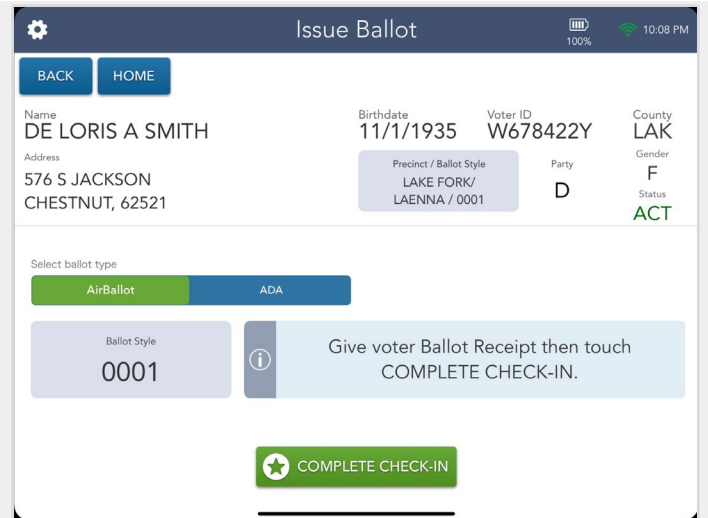 Issue Ballot
100%
10:08 PM
BACK
HOME
Name
DE LORIS A SMITH
Birthdate
11/1/1935
Voter ID
W678422Y
County
LAK
Address
576 S JACKSON
CHESTNUT, 62521
Precinct / Ballot Style
LAKE FORK/
LAENNA / 0001
Party
D
Gender
F
Status
ACT
Select ballot type
AirBallot
ADA
Ballot Style
0001
Give voter Ballot Receipt then touch
COMPLETE CHECK-IN.
COMPLETE CHECK-IN